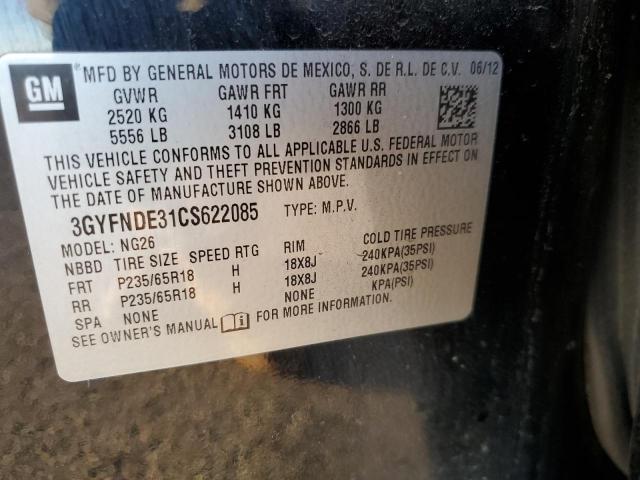 GM
® MFD BY GENERAL MOTORS DE MEXICO, S. DE R.L. DE C.V. 06/12
GVWR GAWR FRT GAWR RR
2520 KG 1410 KG 1300 KG
5556 LB 3108 LB 2866 LB
THIS VEHICLE CONFORMS TO ALL APPLICABLE U.S. FEDERAL MOTOR
VEHICLE SAFETY AND THEFT PREVENTION STANDARDS IN EFFECT ON
THE DATE OF MANUFACTURE SHOWN ABOVE.
3GYFNDE31CS622085 TYPE: M.P.V.
MODEL: NG26
NBBD TIRE SIZE SPEED RTG RIM COLD TIRE PRESSURE
FRT P235/65R18 H 18X8J 240KPA(35PSI)
RR P235/65R18 H 18X8J 240KPA(35PSI)
SPA NONE NONE KPA(PSI)
SEE OWNER'S MANUAL FOR MORE INFORMATION.